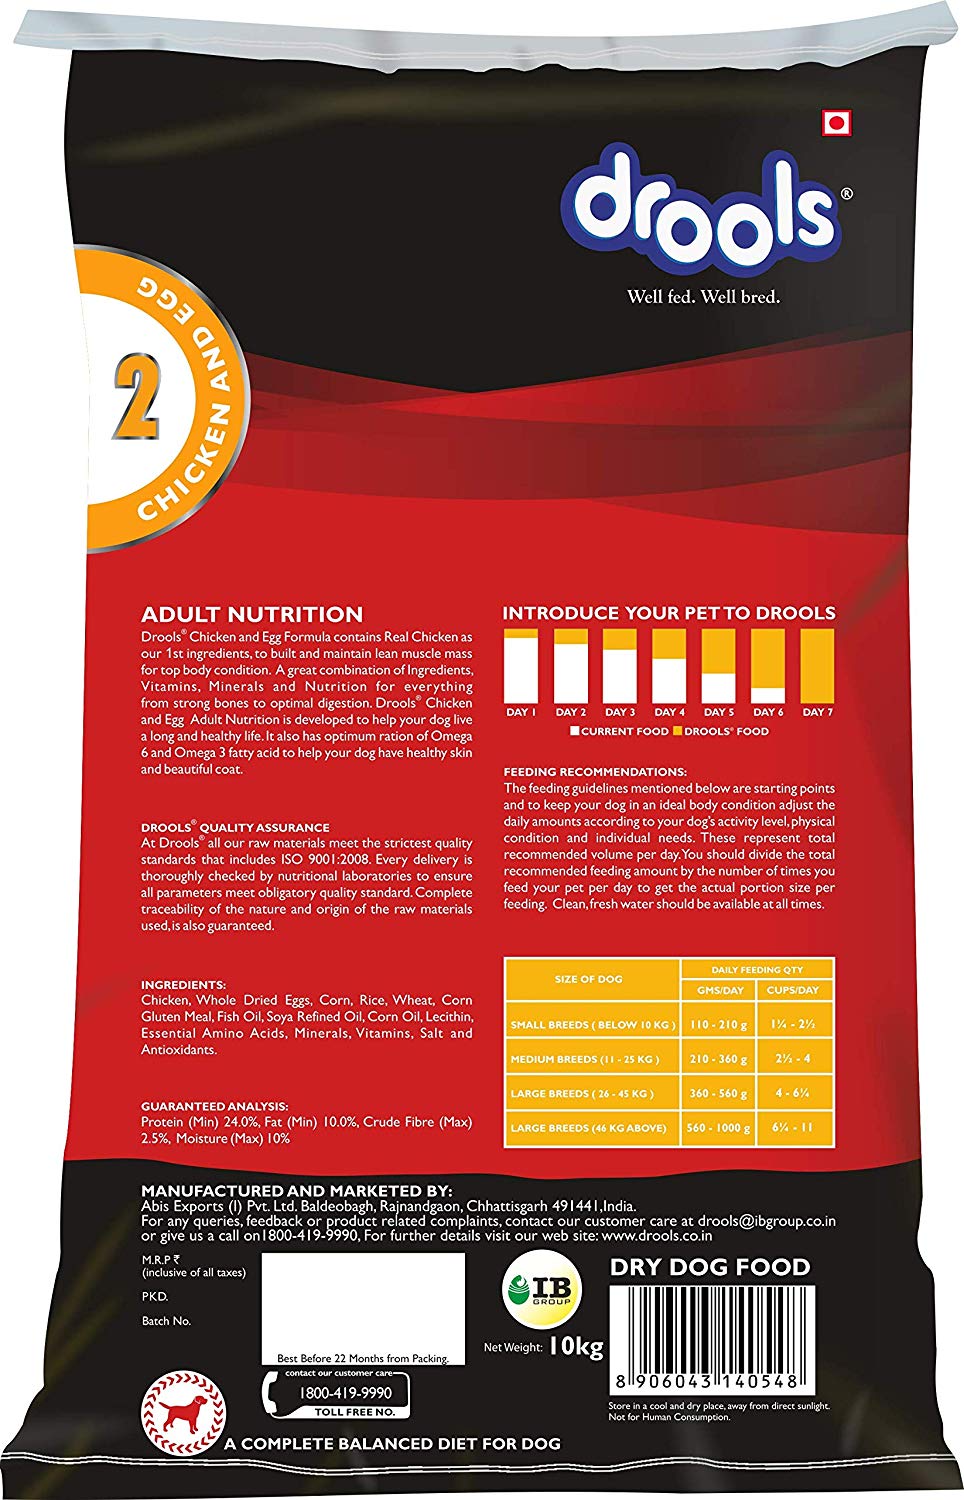 drools®
Well fed. Well bred.
CHICKEN AND EGG
2
ADULT NUTRITION
Drools® Chicken and Egg Formula contains Real Chicken as
our 1st ingredients, to built and maintain lean muscle mass
for top body condition. A great combination of Ingredients,
Vitamins, Minerals and Nutrition for everything
from strong bones to optimal digestion. Drools® Chicken
and Egg Adult Nutrition is developed to help your dog live
a long and healthy life. It also has optimum ration of Omega
6 and Omega 3 fatty acid to help your dog have healthy skin
and beautiful coat.
DROOLS® QUALITY ASSURANCE
At Drools® all our raw materials meet the strictest quality
standards that includes ISO 9001:2008. Every delivery is
thoroughly checked by nutritional laboratories to ensure
all parameters meet obligatory quality standard. Complete
traceability of the nature and origin of the raw materials
used, is also guaranteed.
INGREDIENTS:
Chicken, Whole Dried Eggs, Corn, Rice, Wheat, Corn
Gluten Meal, Fish Oil, Soya Refined Oil, Corn Oil, Lecithin,
Essential Amino Acids, Minerals, Vitamins, Salt and
Antioxidants.
GUARANTEED ANALYSIS:
Protein (Min) 24.0%, Fat (Min) 10.0%, Crude Fibre (Max)
2.5%, Moisture (Max) 10%
INTRODUCE YOUR PET TO DROOLS
DAY 1 DAY 2 DAY 3 DAY 4 DAY 5 DAY 6 DAY 7
CURRENT FOOD DROOLS® FOOD
FEEDING RECOMMENDATIONS:
The feeding guidelines mentioned below are starting points
and to keep your dog in an ideal body condition adjust the
daily amounts according to your dog's activity level, physical
condition and individual needs. These represent total
recommended volume per day. You should divide the total
recommended feeding amount by the number of times you
feed your pet per day to get the actual portion size per
feeding. Clean, fresh water should be available at all times.
SIZE OF DOG DAILY FEEDING QTY
GMS/DAY CUPS/DAY
SMALL BREEDS ( BELOW 10 KG ) 110 - 210 g 1¼ - 2½
MEDIUM BREEDS (11 - 25 KG ) 210 - 360 g 2½ - 4
LARGE BREEDS ( 26 - 45 KG ) 360 - 560 g 4 - 6¼
LARGE BREEDS (46 KG ABOVE) 560 - 1000 g 6¼ - 11
MANUFACTURED AND MARKETED BY:
Abis Exports (I) Pvt. Ltd. Baldeobagh, Rajnandgaon, Chhattisgarh 491441, India.
For any queries, feedback or product related complaints, contact our customer care at drools@ibgroup.co.in
or give us a call on1800-419-9990, For further details visit our web site: www.drools.co.in
M.R.P ₹
(inclusive of all taxes)
PKD.
Batch No.
Best Before 22 Months from Packing.
contact our customer care
1800-419-9990
TOLL FREE NO.
IB
GROUP
Net Weight: 10kg
DRY DOG FOOD
8 906043 140548
Store in a cool and dry place, away from direct sunlight.
Not for Human Consumption.
A COMPLETE BALANCED DIET FOR DOG